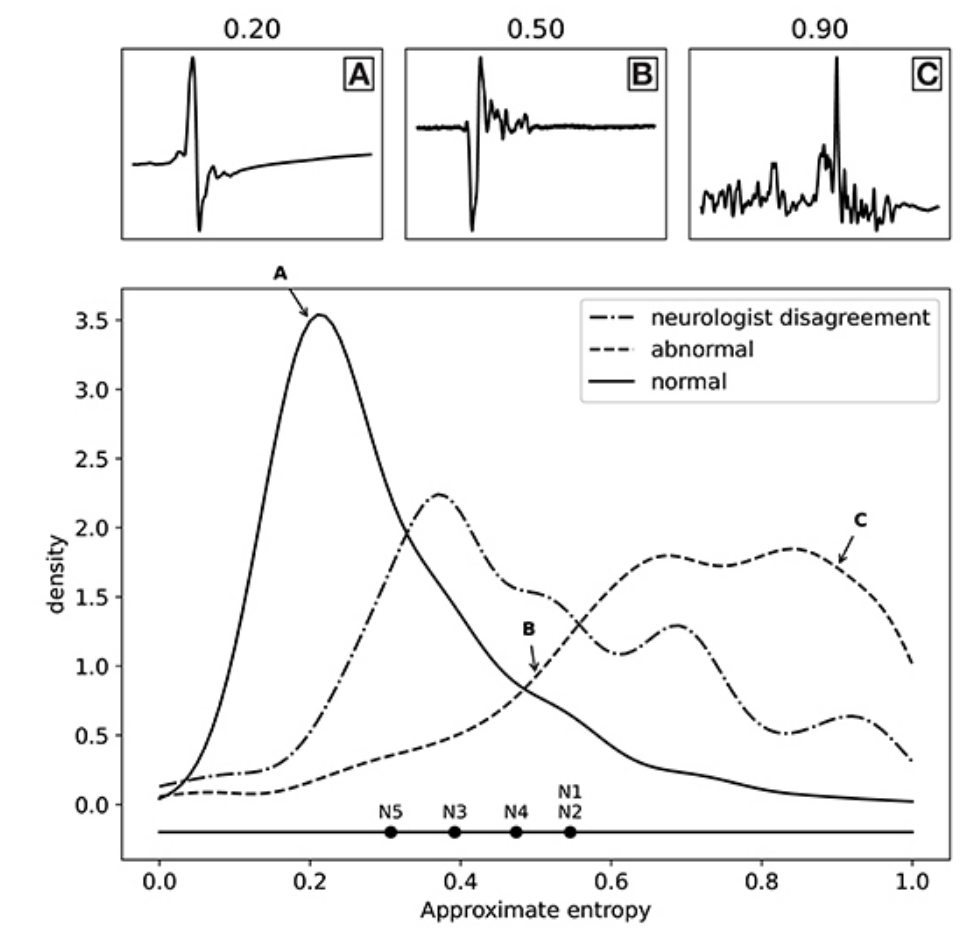 0.20 0.50 0.90
A B C
A
3.5
3.0
2.5
2.0
1.5
1.0
0.5
0.0
density
neurologist disagreement
abnormal
normal
C
B
N1
N5 N3 N4 N2
0.0 0.2 0.4 0.6 0.8 1.0
Approximate entropy